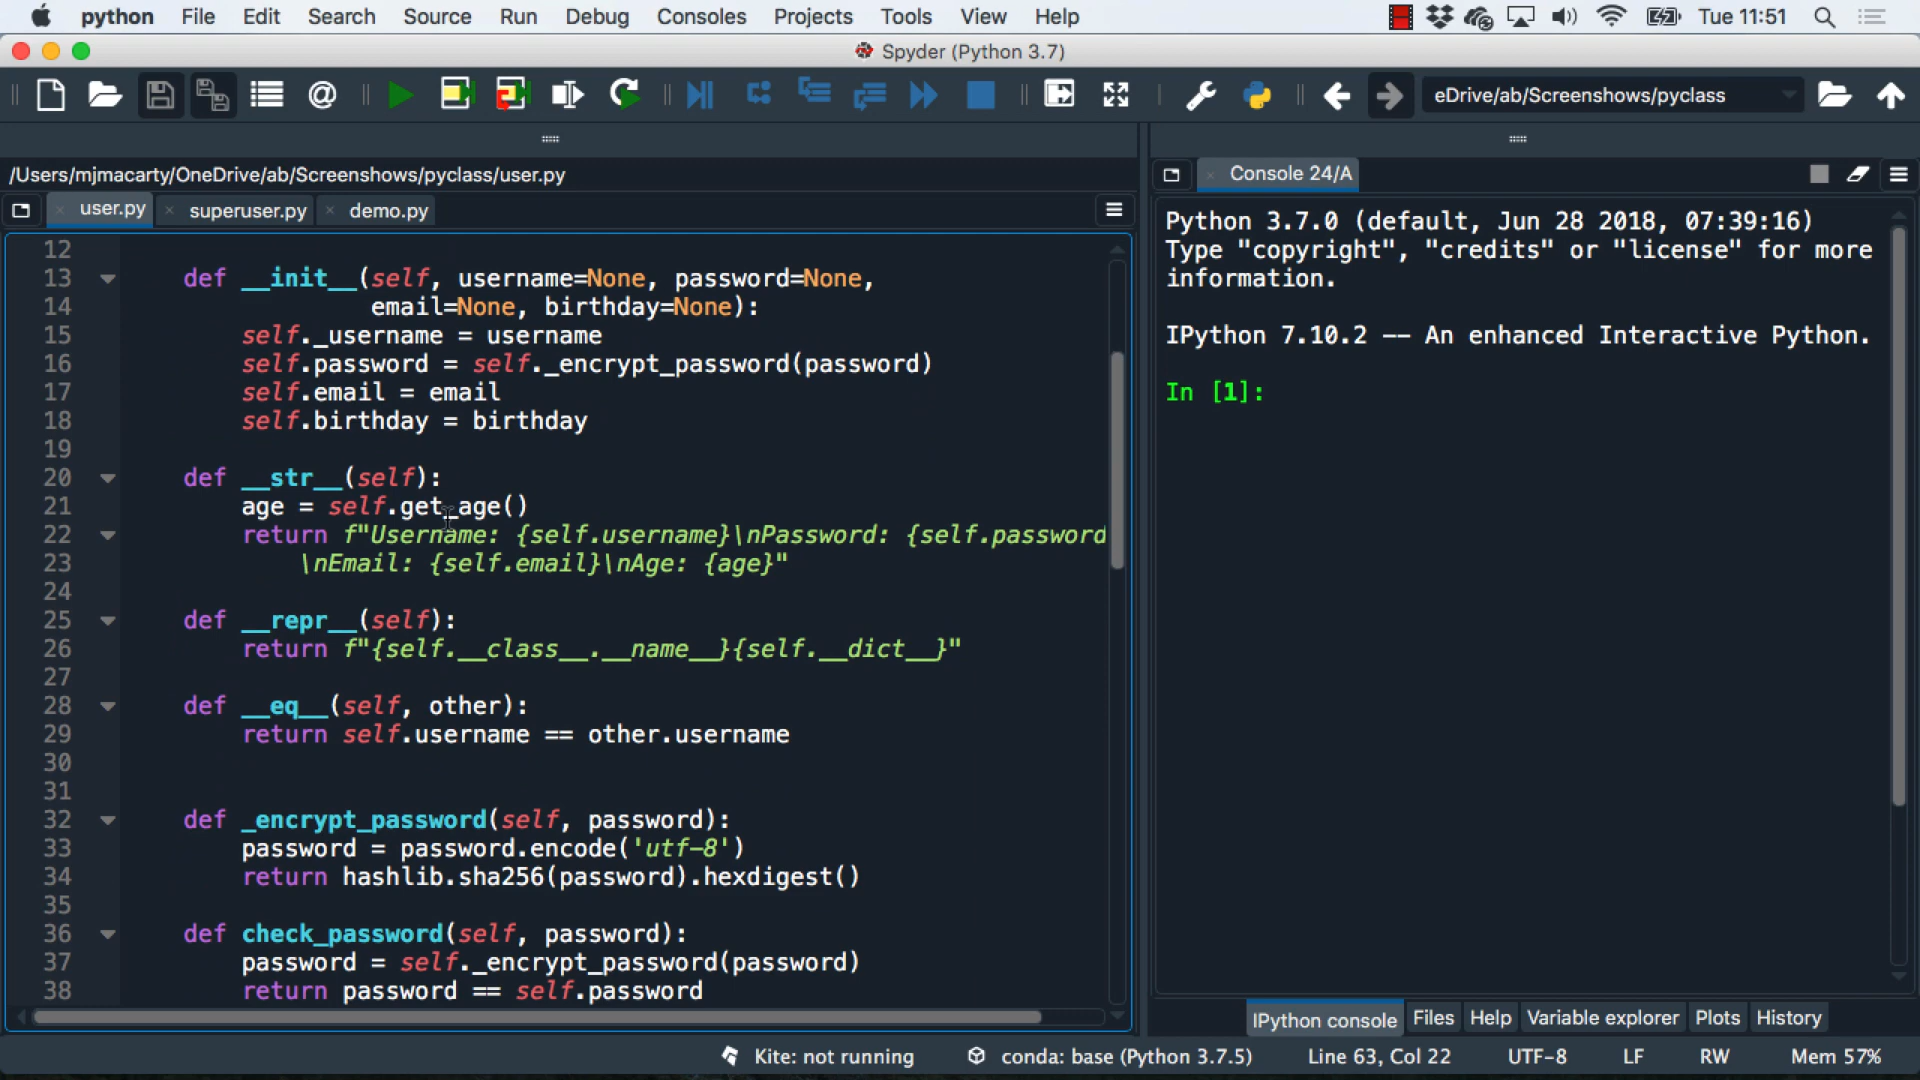 python File Edit Search Source Run Debug Consoles Projects Tools View Help Tue 11:51
Spyder (Python 3.7)
eDrive/ab/Screenshows/pyclass
/Users/mjmacarty/OneDrive/ab/Screenshows/pyclass/user.py
user.py superuser.py demo.py
12
13 def __init__(self, username=None, password=None,
14 email=None, birthday=None):
15 self._username = username
16 self.password = self._encrypt_password(password)
17 self.email = email
18 self.birthday = birthday
19
20 def __str__(self):
21 age = self.get_age()
22 return f"Username: {self.username}\nPassword: {self.password
23 \nEmail: {self.email}\nAge: {age}"
24
25 def __repr__(self):
26 return f"{self.__class__.__name__}{self.__dict__}"
27
28 def __eq__(self, other):
29 return self.username == other.username
30
31
32 def _encrypt_password(self, password):
33 password = password.encode('utf-8')
34 return hashlib.sha256(password).hexdigest()
35
36 def check_password(self, password):
37 password = self._encrypt_password(password)
38 return password == self.password
Console 24/A
Python 3.7.0 (default, Jun 28 2018, 07:39:16)
Type "copyright", "credits" or "license" for more
information.
IPython 7.10.2 -- An enhanced Interactive Python.
In [1]:
IPython console Files Help Variable explorer Plots History
Kite: not running conda: base (Python 3.7.5) Line 63, Col 22 UTF-8 LF RW Mem 57%